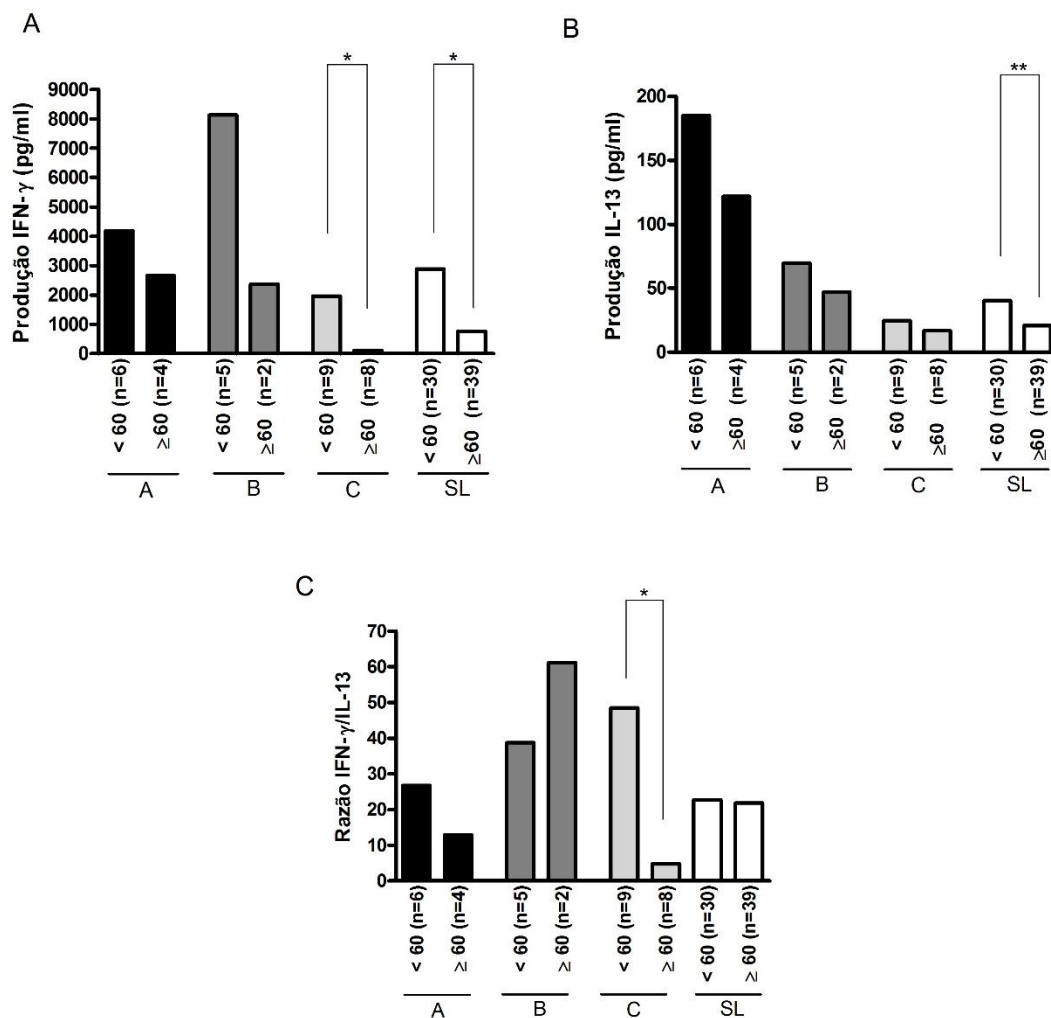 A
*
*
Produção IFN-γ (pg/ml)
9000
8000
7000
6000
5000
4000
3000
2000
1000
0
< 60 (n=6)
≥60 (n=4)
< 60 (n=5)
≥60 (n=2)
< 60 (n=9)
≥60 (n=8)
< 60 (n=30)
≥60 (n=39)
A
B
C
SL
B
**
Produção IL-13 (pg/ml)
200
150
100
50
0
< 60 (n=6)
≥60 (n=4)
< 60 (n=5)
≥60 (n=2)
< 60 (n=9)
≥60 (n=8)
< 60 (n=30)
≥60 (n=39)
A
B
C
SL
C
*
Razão IFN-γ/IL-13
70
60
50
40
30
20
10
0
< 60 (n=6)
≥ 60 (n=4)
< 60 (n=5)
≥ 60 (n=2)
< 60 (n=9)
≥ 60 (n=8)
< 60 (n=30)
≥ 60 (n=39)
A
B
C
SL